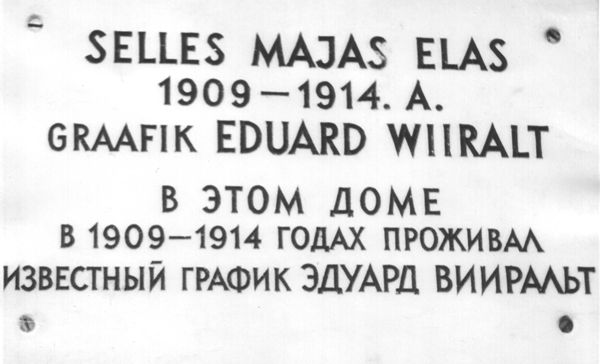 SELLES MAJAS ELAS
1909 – 1914. A.
GRAAFIK EDUARD WIIRALT
В ЭТОМ ДОМЕ
В 1909–1914 ГОДАХ ПРОЖИВАЛ
ИЗВЕСТНЫЙ ГРАФИК ЭДУАРД ВИИРАЛЬТ